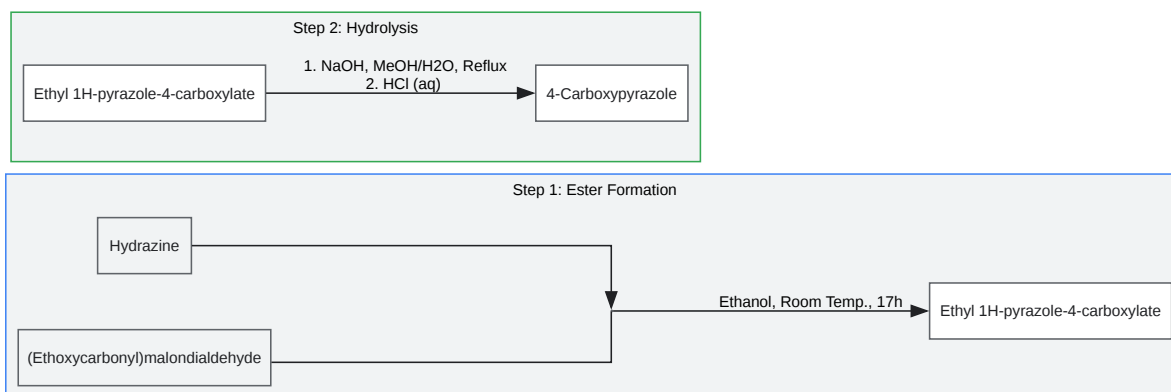 Step 2: Hydrolysis
Ethyl 1H-pyrazole-4-carboxylate
1. NaOH, MeOH/H2O, Reflux
2. HCl (aq)
4-Carboxypyrazole
Step 1: Ester Formation
Hydrazine
(Ethoxycarbonyl)malondialdehyde
Ethanol, Room Temp., 17h
Ethyl 1H-pyrazole-4-carboxylate